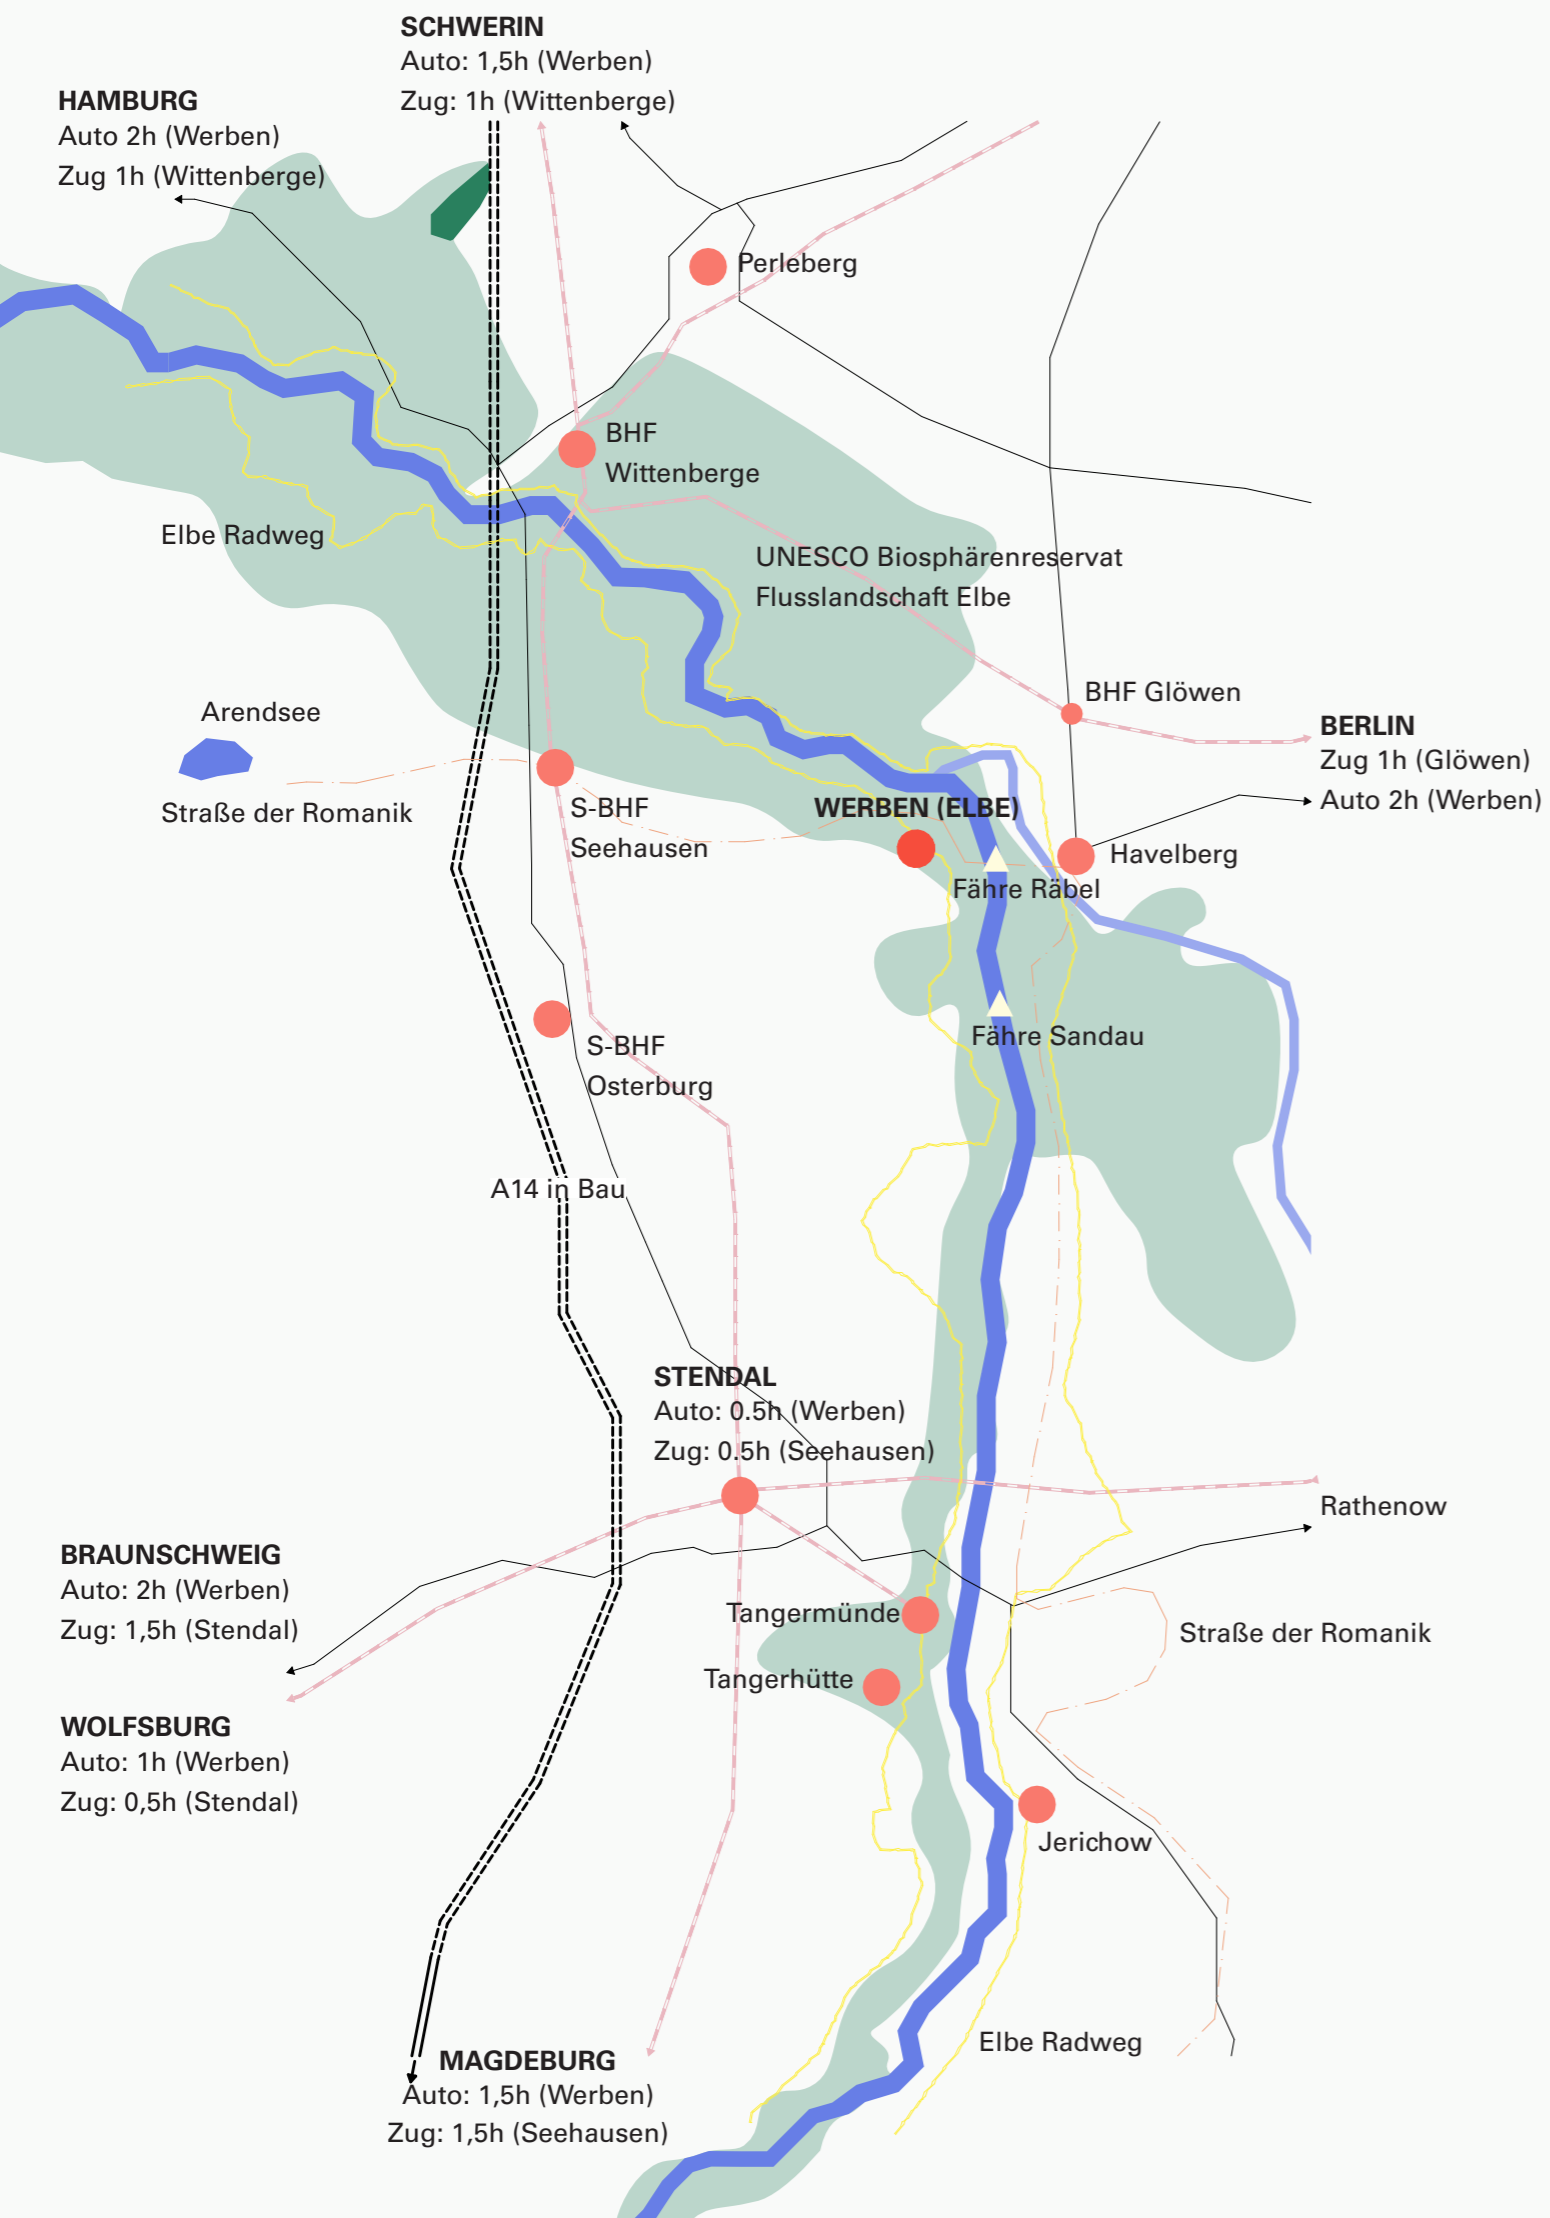 SCHWERIN
Auto: 1,5h (Werben)
Zug: 1h (Wittenberge)
HAMBURG
Auto 2h (Werben)
Zug 1h (Wittenberge)
Perleberg
BHF
Wittenberge
Elbe Radweg
UNESCO Biosphärenreservat
Flusslandschaft Elbe
BHF Glöwen
Arendsee
BERLIN
Zug 1h (Glöwen)
Auto 2h (Werben)
Straße der Romanik
S-BHF
Seehausen
WERBEN (ELBE)
Havelberg
Fähre Räbel
Fähre Sandau
S-BHF
Osterburg
A14 in Bau
STENDAL
Auto: 0.5h (Werben)
Zug: 0.5h (Seehausen)
Rathenow
BRAUNSCHWEIG
Auto: 2h (Werben)
Zug: 1,5h (Stendal)
Tangermünde
Straße der Romanik
Tangerhütte
WOLFSBURG
Auto: 1h (Werben)
Zug: 0,5h (Stendal)
Jerichow
Elbe Radweg
MAGDEBURG
Auto: 1,5h (Werben)
Zug: 1,5h (Seehausen)